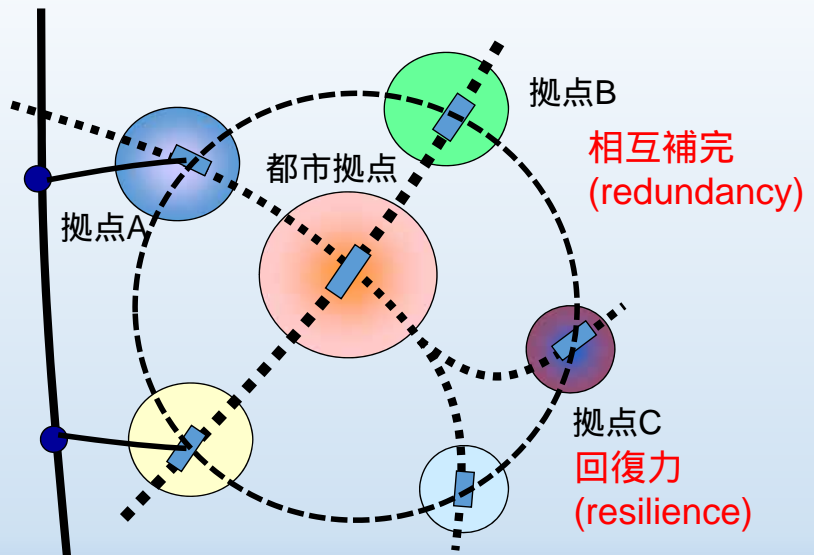 拠点B
相互補完
(redundancy)
都市拠点
拠点A
拠点C
回復力
(resilience)